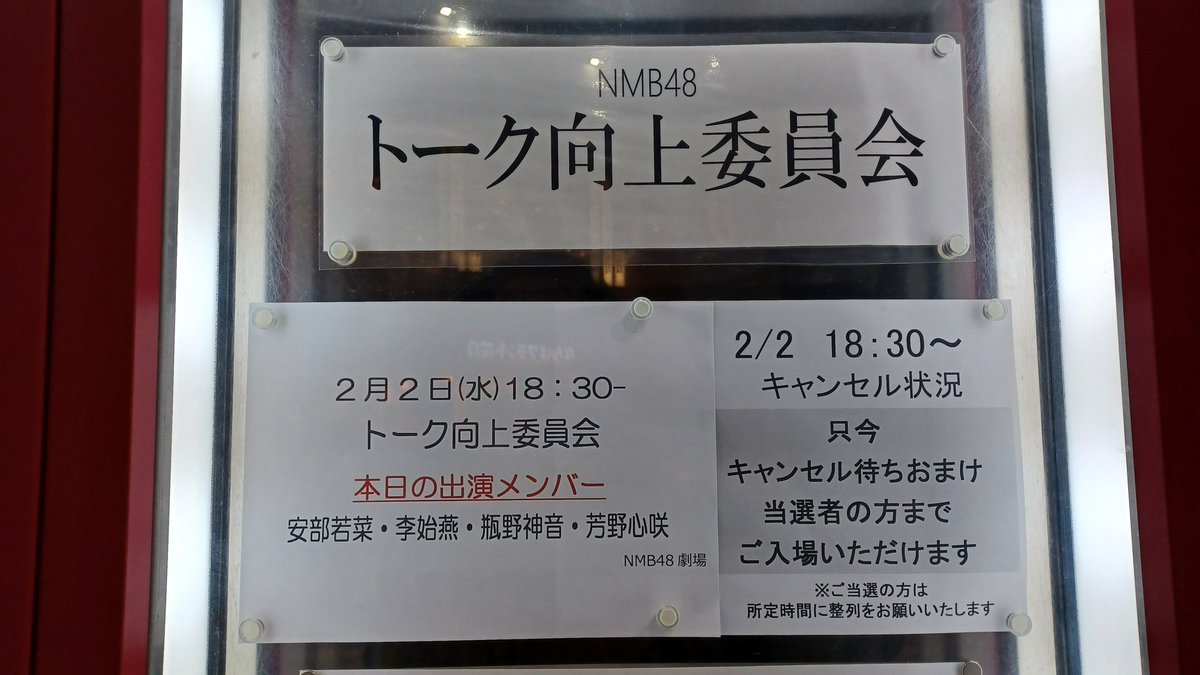 NMB48
トーク向上委員会
2月2日(水)18：30-
トーク向上委員会
本日の出演メンバー
安部若菜・李始燕・瓶野神音・芳野心咲
NMB48 劇場
2/2 18:30～
キャンセル状況
只今
キャンセル待ちおまけ
当選者の方まで
ご入場いただけます
※ご当選の方は
所定時間に整列をお願いいたします